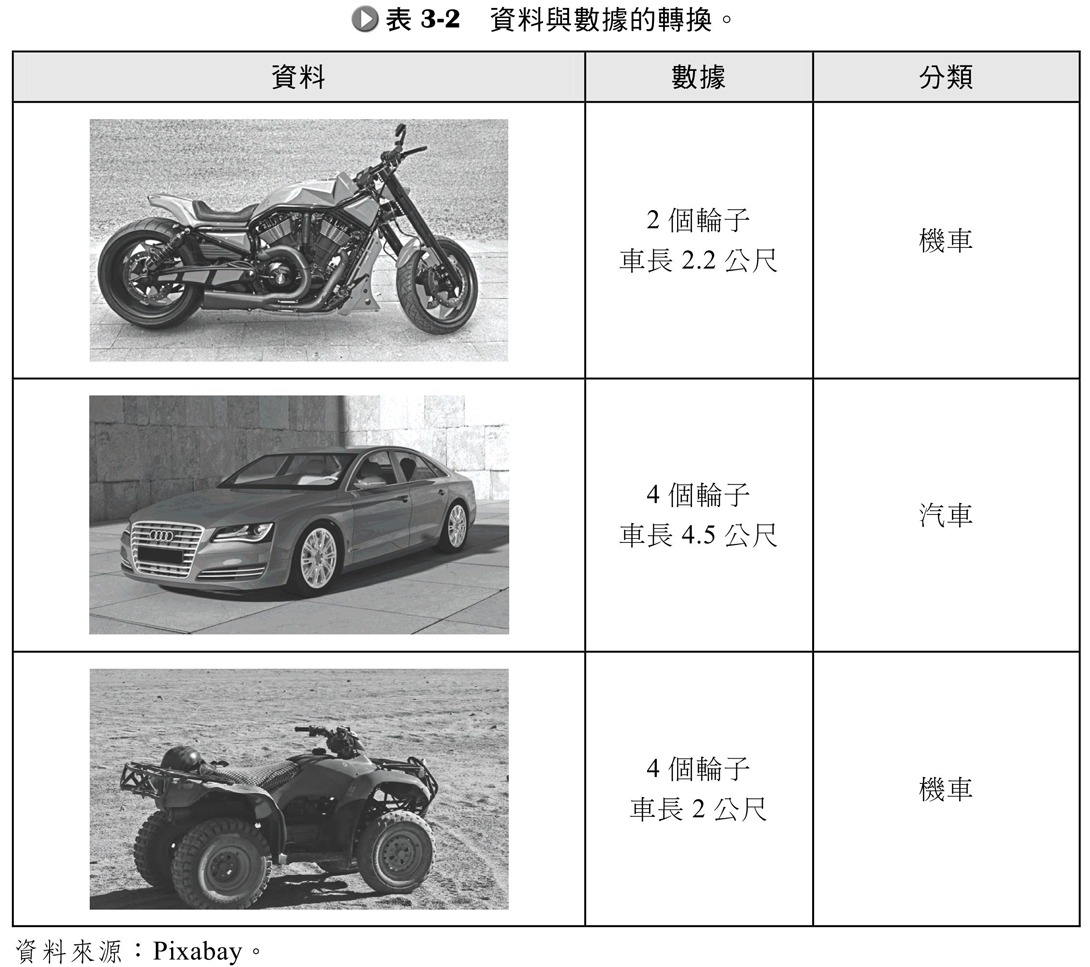 表 3-2 資料與數據的轉換。
資料 數據 分類
2 個輪子
車長 2.2 公尺
機車
4 個輪子
車長 4.5 公尺
汽車
4 個輪子
車長 2 公尺
機車
資料來源：Pixabay。